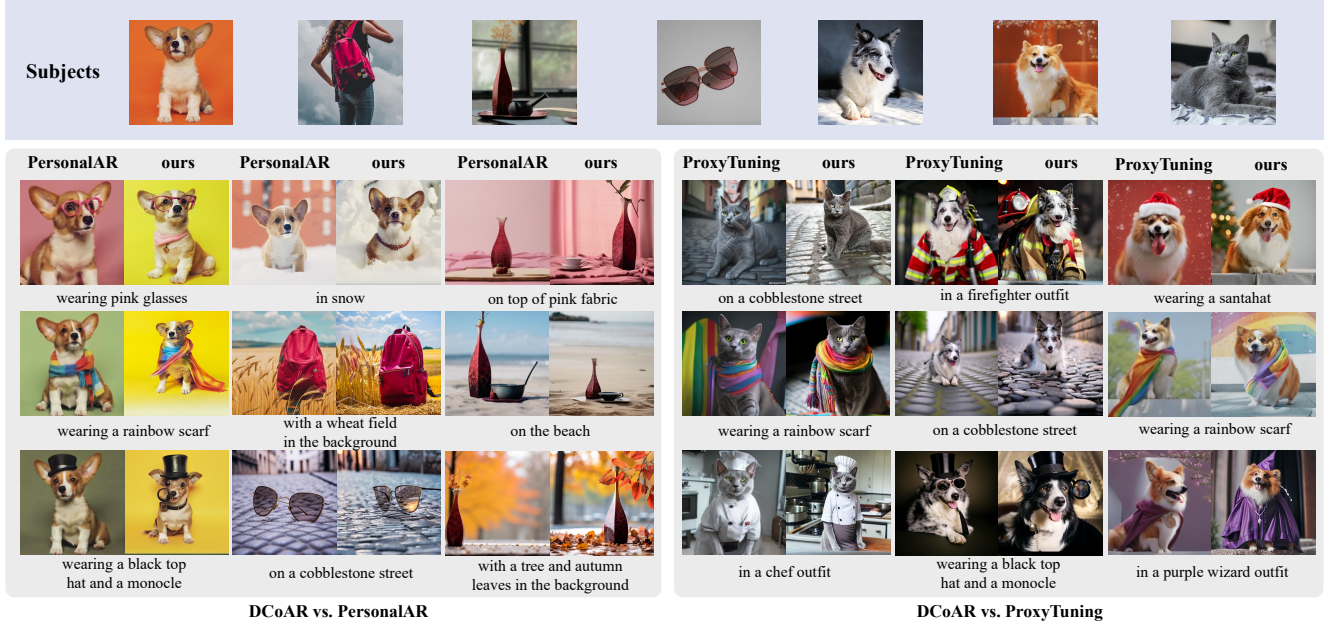 Subjects
PersonalAR ours PersonalAR ours PersonalAR ours
wearing pink glasses
in snow
on top of pink fabric
wearing a rainbow scarf
with a wheat field
in the background
on the beach
wearing a black top
hat and a monocle
on a cobblestone street
with a tree and autumn
leaves in the background
DCoAR vs. PersonalAR
ProxyTuning ours ProxyTuning ours ProxyTuning ours
on a cobblestone street
in a firefighter outfit
wearing a santahat
wearing a rainbow scarf
on a cobblestone street
wearing a rainbow scarf
in a chef outfit
wearing a black top
hat and a monocle
in a purple wizard outfit
DCoAR vs. ProxyTuning